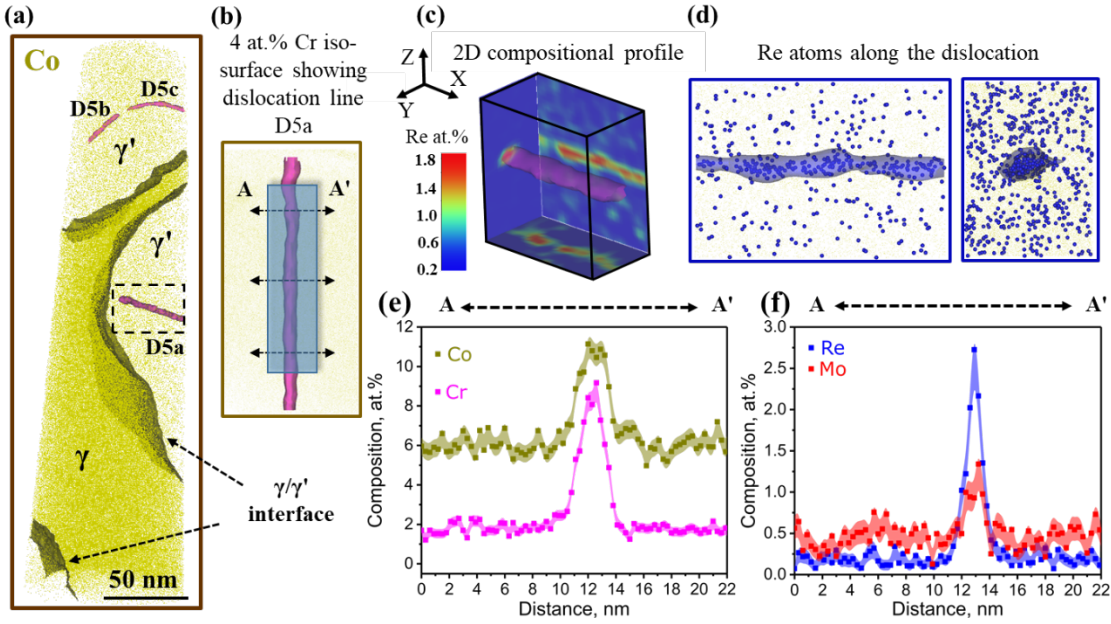 (a)
Co
D5c
D5b
γ'
γ'
D5a
γ
γ/γ'
interface
50 nm
(b)
4 at.% Cr iso-
surface showing
dislocation line
D5a
A
A'
(c)
2D compositional profile
Z
X
Y
Re at.%
1.8
1.4
1.0
0.6
0.2
(d)
Re atoms along the dislocation
(e)
A
A'
Co
Cr
Composition, at.%
12
10
8
6
4
2
0
0 2 4 6 8 10 12 14 16 18 20 22
Distance, nm
(f)
A
A'
Re
Mo
Composition, at.%
3.0
2.5
2.0
1.5
1.0
0.5
0.0
0 2 4 6 8 10 12 14 16 18 20 22
Distance, nm